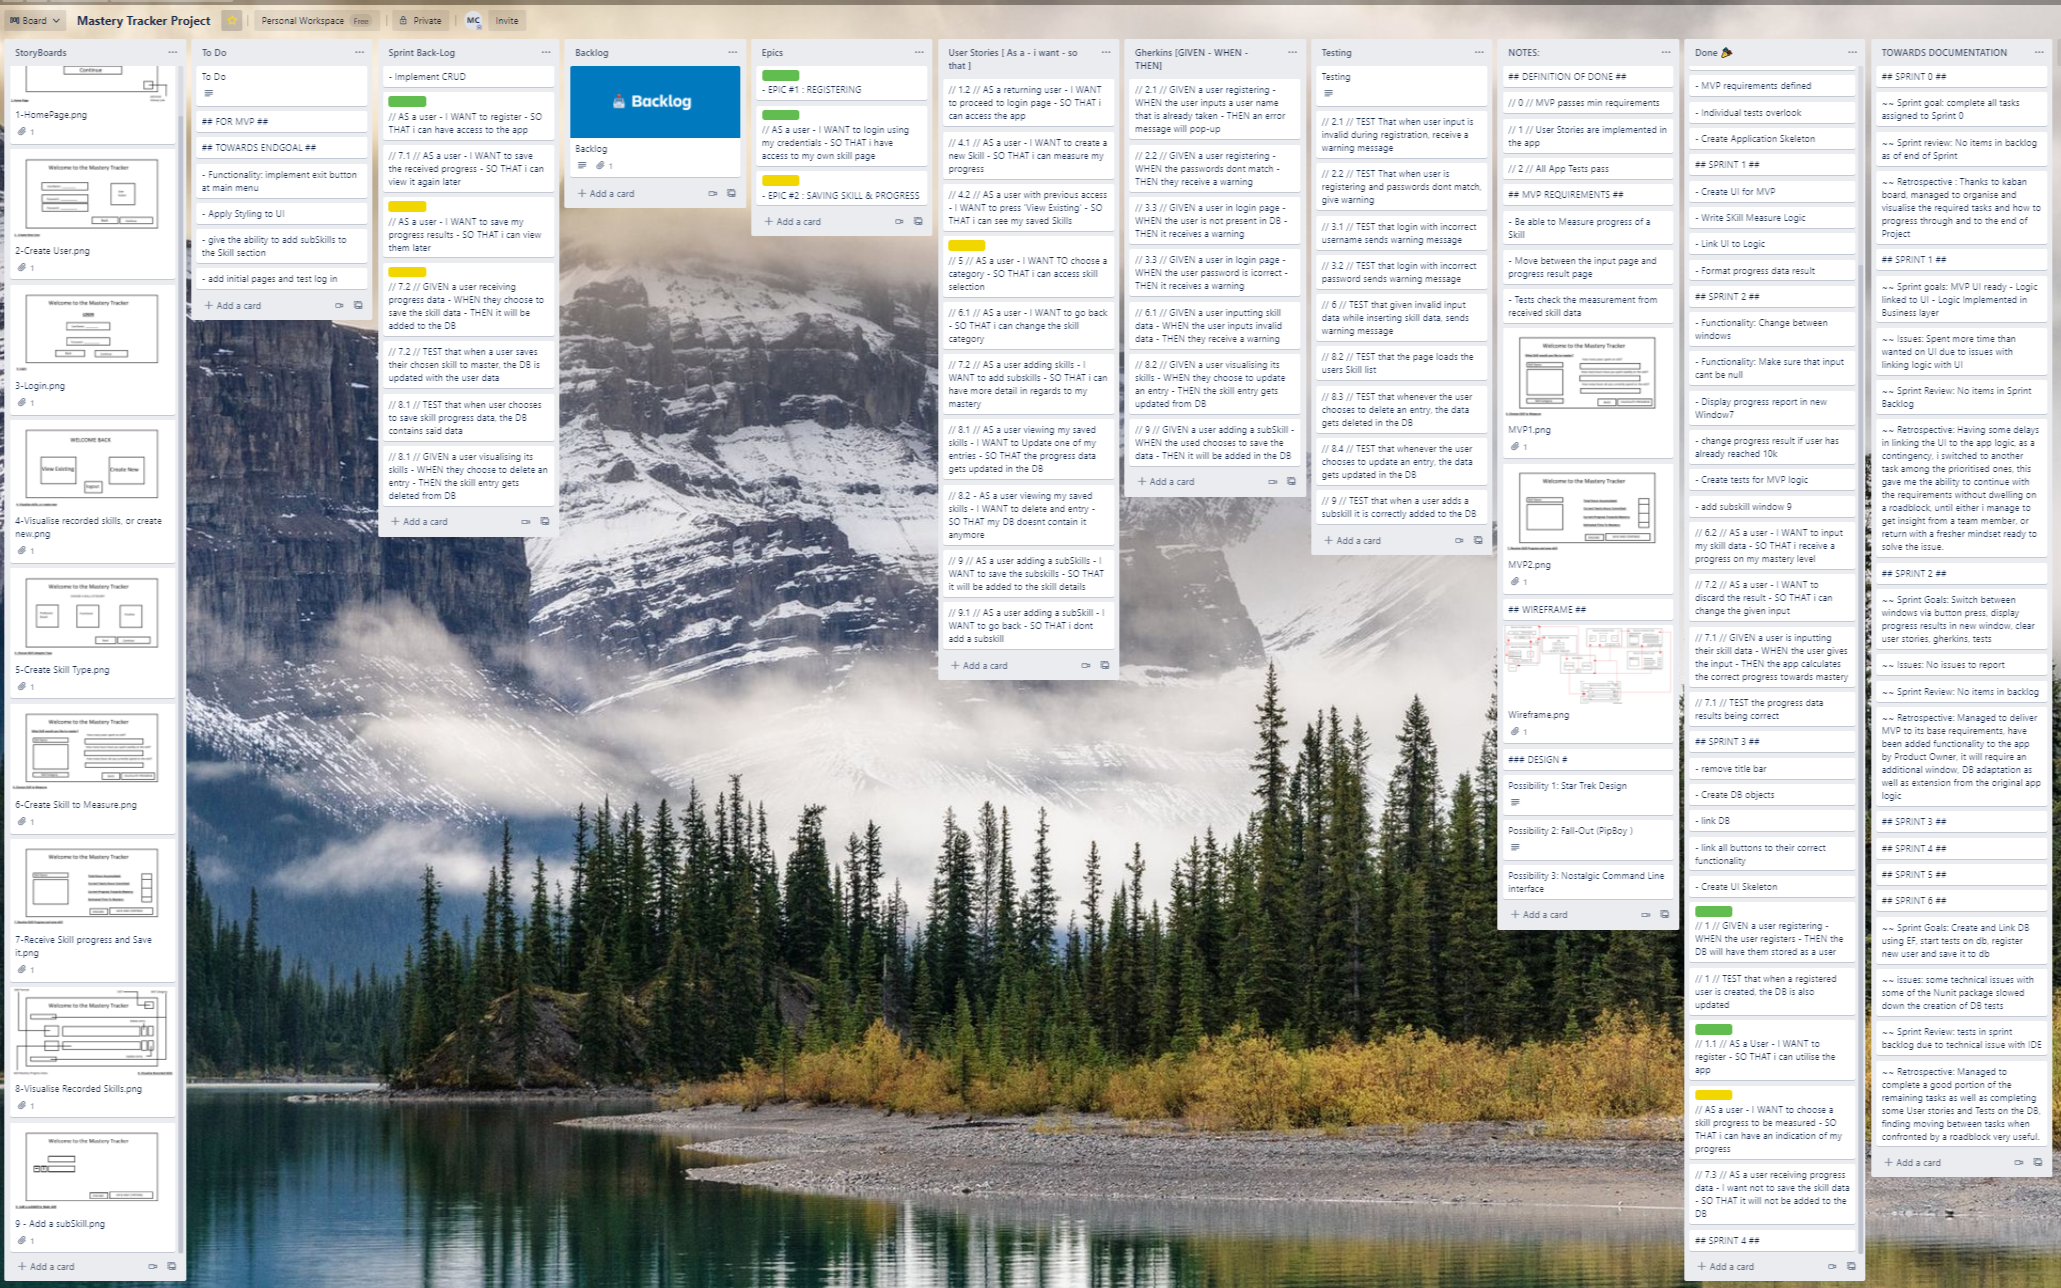 Board
Mastery Tracker Project
Personal Workspace
Free
Private
MC
Invite
StoryBoards
Continue
1-HomePage.png
1
Welcome to the Mastery Tracker
2-Create User.png
1
Welcome to the Mastery Tracker
LOGIN
3-Login.png
1
WELCOME BACK
View Existing
Create New
4-Visualise recorded skills, or create
new.png
1
Welcome to the Mastery Tracker
5-Create Skill Type.png
1
Welcome to the Mastery Tracker
6-Create Skill to Measure.png
1
Welcome to the Mastery Tracker
7-Receive Skill progress and Save
it.png
1
Welcome to the Mastery Tracker
8-Visualise Recorded Skills.png
1
Welcome to the Mastery Tracker
9 - Add a subSkill.png
1
+ Add a card
To Do
To Do
## FOR MVP ##
## TOWARDS ENDGOAL ##
- Functionality: implement exit button
at main menu
- Apply Styling to UI
- give the ability to add subSkills to
the Skill section
- add initial pages and test log in
+ Add a card
Sprint Back-Log
- Implement CRUD
// AS a user - I WANT to register - SO
THAT i can have access to the app
// 7.1 // AS a user - I WANT to save
the received progress - SO THAT i can
view it again later
// AS a user - I WANT to save my
progress results - SO THAT i can view
them later
// 7.2 // GIVEN a user receiving
progress data - WHEN they choose to
save the skill data - THEN it will be
added to the DB
// 7.2 // TEST that when a user saves
their chosen skill to master, the DB is
updated with the user data
// 8.1 // TEST that when user chooses
to save skill progress data, the DB
contains said data
// 8.1 // GIVEN a user visualising its
skills - WHEN they choose to delete an
entry - THEN the skill entry gets
deleted from DB
+ Add a card
Backlog
Backlog
Backlog
1
+ Add a card
Epics
- EPIC #1 : REGISTERING
// AS a user - I WANT to login using
my credentials - SO THAT i have
access to my own skill page
- EPIC #2 : SAVING SKILL & PROGRESS
+ Add a card
User Stories [ As a - i want - so
that ]
// 1.2 // AS a returning user - I WANT
to proceed to login page - SO THAT i
can access the app
// 4.1 // AS a user - I WANT to create a
new Skill - SO THAT i can measure my
progress
// 4.2 // AS a user with previous access
- I WANT to press 'View Existing' - SO
THAT i can see my saved Skills
// 5 // AS a user - I WANT TO choose a
category - SO THAT i can access skill
selection
// 6.1 // AS a user - I WANT to go back
- SO THAT i can change the skill
category
// 7.2 // AS a user adding skills - I
WANT to add subskills - SO THAT i can
have more detail in regards to my
mastery
// 8.1 // AS a user viewing my saved
skills - I WANT to Update one of my
entries - SO THAT the progress data
gets updated in the DB
// 8.2 - AS a user viewing my saved
skills - I WANT to delete and entry -
SO THAT my DB doesnt contain it
anymore
// 9 // AS a user adding a subSkills - I
WANT to save the subskills - SO THAT
it will be added to the skill details
// 9.1 // AS a user adding a subSkill - I
WANT to go back - SO THAT i dont
add a subskill
+ Add a card
Gherkins [GIVEN - WHEN -
THEN]
// 2.1 // GIVEN a user registering -
WHEN the user inputs a user name
that is already taken - THEN an error
message will pop-up
// 2.2 // GIVEN a user registering -
WHEN the passwords dont match -
THEN they receive a warning
// 3.3 // GIVEN a user in login page -
WHEN the user is not present in DB -
THEN it receives a warning
// 3.3 // GIVEN a user in login page -
WHEN the user password is icorrect -
THEN it receives a warning
// 6.1 // GIVEN a user inputting skill
data - WHEN the user inputs invalid
data - THEN they receive a warning
// 8.2 // GIVEN a user visualising its
skills - WHEN they choose to update
an entry - THEN the skill entry gets
updated from DB
// 9 // GIVEN a user adding a subSkill -
WHEN the used chooses to save the
data - THEN it will be added in the DB
+ Add a card
Testing
Testing
// 2.1 // TEST That when user input is
invalid during registration, receive a
warning message
// 2.2 // TEST That when user is
registering and passwords dont match,
give warning
// 3.1 // TEST that login with incorrect
username sends warning message
// 3.2 // TEST that login with incorrect
password sends warning message
// 6 // TEST that given invalid input
data while inserting skill data, sends
warning message
// 8.2 // TEST that the page loads the
users Skill list
// 8.3 // TEST that whenever the user
chooses to delete an entry, the data
gets deleted in the DB
// 8.4 // TEST that whenever the user
chooses to update an entry, the data
gets updated in the DB
// 9 // TEST that when a user adds a
subskill it is correctly added to the DB
+ Add a card
NOTES:
## DEFINITION OF DONE ##
// 0 // MVP passes min requirements
// 1 // User Stories are implemented in
the app
// 2 // All App Tests pass
## MVP REQUIREMENTS ##
- Be able to Measure progress of a
Skill
- Move between the input page and
progress result page
- Tests check the measurement from
received skill data
Welcome to the Mastery Tracker
MVP1.png
1
Welcome to the Mastery Tracker
MVP2.png
1
## WIREFRAME ##
Wireframe.png
1
### DESIGN #
Possibility 1: Star Trek Design
Possibility 2: Fall-Out (PipBoy )
Possibility 3: Nostalgic Command Line
interface
+ Add a card
Done
- MVP requirements defined
- Individual tests overlook
- Create Application Skeleton
## SPRINT 1 ##
- Create UI for MVP
- Write SKill Measure Logic
- Link UI to Logic
- Format progress data result
## SPRINT 2 ##
- Functionality: Change between
windows
- Functionality: Make sure that input
cant be null
- Display progress report in new
Window7
- change progress result if user has
already reached 10k
- Create tests for MVP logic
- add subskill window 9
// 6.2 // AS a user - I WANT to input
my skill data - SO THAT i receive a
progress on my mastery level
// 7.2 // AS a user - I WANT to
discard the result - SO THAT i can
change the given input
// 7.1 // GIVEN a user is inputting
their skill data - WHEN the user gives
the input - THEN the app calculates
the correct progress towards mastery
// 7.1 // TEST the progress data
results being correct
## SPRINT 3 ##
- remove title bar
- Create DB objects
- link DB
- link all buttons to their correct
functionality
- Create UI Skeleton
// 1 // GIVEN a user registering -
WHEN the user registers - THEN the
DB will have them stored as a user
// 1 // TEST that when a registered
user is created, the DB is also
updated
// 1.1 // AS a User - I WANT to
register - SO THAT i can utilise the
app
// AS a user - I WANT to choose a
skill progress to be measured - SO
THAT i can have an indication of my
progress
// 7.3 // AS a user receiving progress
data - I want not to save the skill data
- SO THAT it will not be added to the
DB
## SPRINT 4 ##
+ Add a card
TOWARDS DOCUMENTATION
## SPRINT 0 ##
~~ Sprint goal: complete all tasks
assigned to Sprint 0
~~ Sprint review: No items in backlog
as of end of Sprint
~~ Retrospective : Thanks to kaban
board, managed to organise and
visualise the required tasks and how to
progress through and to the end of
Project
## SPRINT 1 ##
~~ Sprint goals: MVP UI ready - Logic
linked to UI - Logic Implemented in
Business layer
~~ Issues: Spent more time than
wanted on UI due to issues with
linking logic with UI
~~ Sprint Review: No items in Sprint
Backlog
~~ Retrospective: Having some delays
in linking the UI to the app logic, as a
contingency, i switched to another
task among the prioritised ones, this
gave me the ability to continue with
the requirements without dwelling on
a roadblock, until either i manage to
get insight from a team member, or
return with a fresher mindset ready to
solve the issue.
## SPRINT 2 ##
~~ Sprint Goals: Switch between
windows via button press, display
progress results in new window, clear
user stories, gherkins, tests
~~ Issues: No issues to report
~~ Sprint Review: No items in backlog
~~ Retrospective: Managed to deliver
MVP to its base requirements, have
been added functionality to the app
by Product Owner, it will require an
additional window, DB adaptation as
well as extension from the original app
logic
## SPRINT 3 ##
## SPRINT 4 ##
## SPRINT 5 ##
## SPRINT 6 ##
~~ Sprint Goals: Create and Link DB
using EF, start tests on db, register
new user and save it to db
~~ issues: some technical issues with
some of the Nunit package slowed
down the creation of DB tests
~~ Sprint Review: tests in sprint
backlog due to technical issue with IDE
~~ Retrospective: Managed to
complete a good portion of the
remaining tasks as well as completing
some User stories and Tests on the DB,
finding moving between tasks when
confronted by a roadblock very useful.
+ Add a card